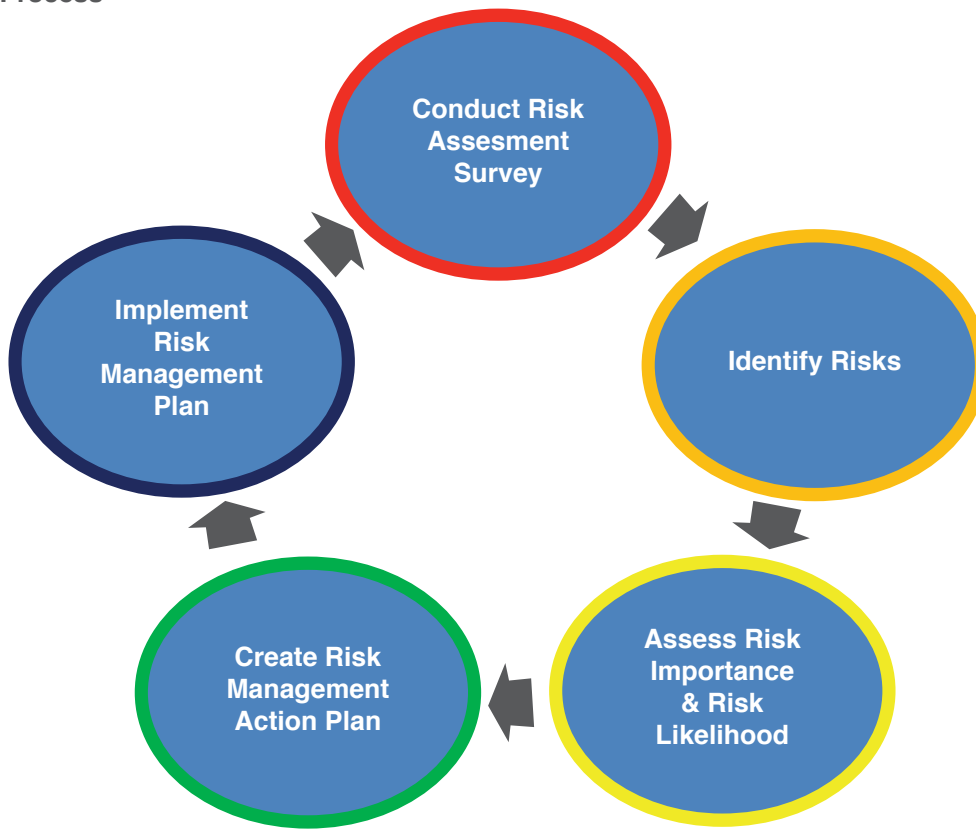 Process
Conduct Risk
Assesment
Survey
Identify Risks
Assess Risk
Importance
& Risk
Likelihood
Create Risk
Management
Action Plan
Implement
Risk
Management
Plan